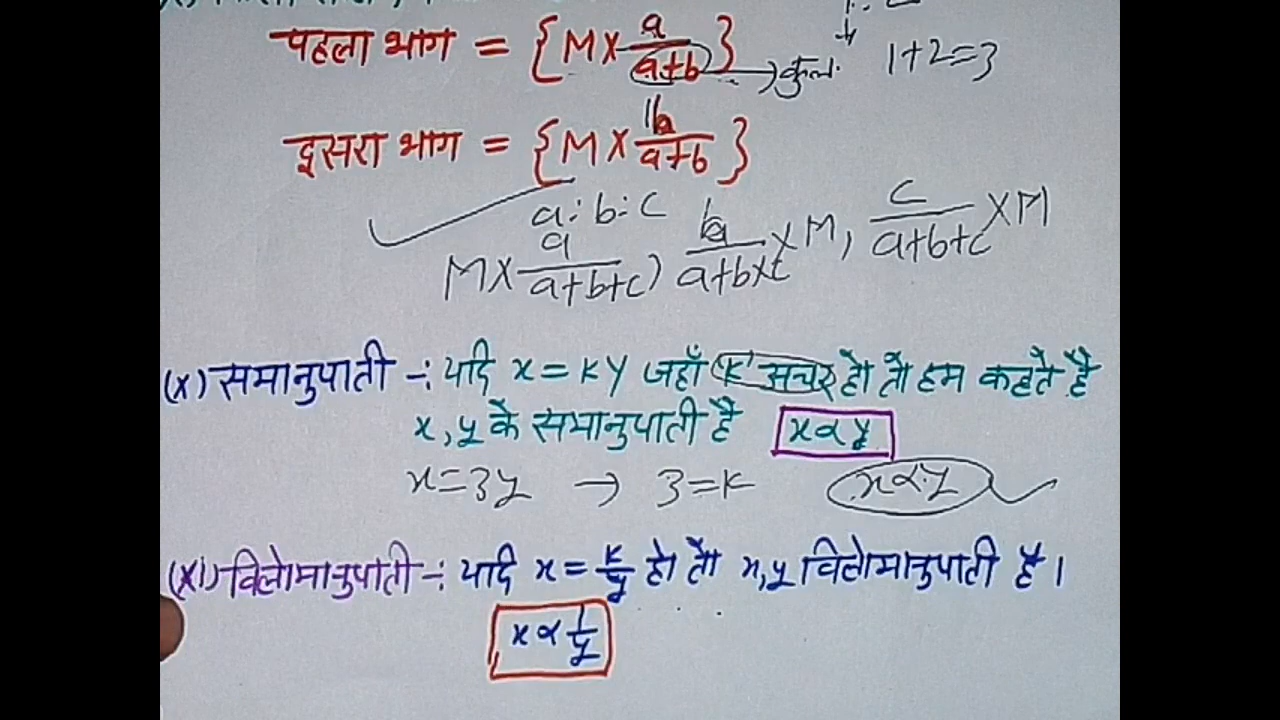 पहला भाग = {M × a/a+b} → कुल
1+2=3
दूसरा भाग = {M × b/a+b}
a : b : c
M × a/a+b+c) b/a+b×c × M, c/a+b+c × M
(x) समानुपाती -: यदि x = ky जहाँ 'K' अचर हो तो हम कहते है
x, y के समानुपाती है x ∝ y
x = 3y → 3 = K x ∝ y
(xi) विलोमानुपाती -: यदि x = k/y हो तो x, y विलोमानुपाती है।
x ∝ 1/y